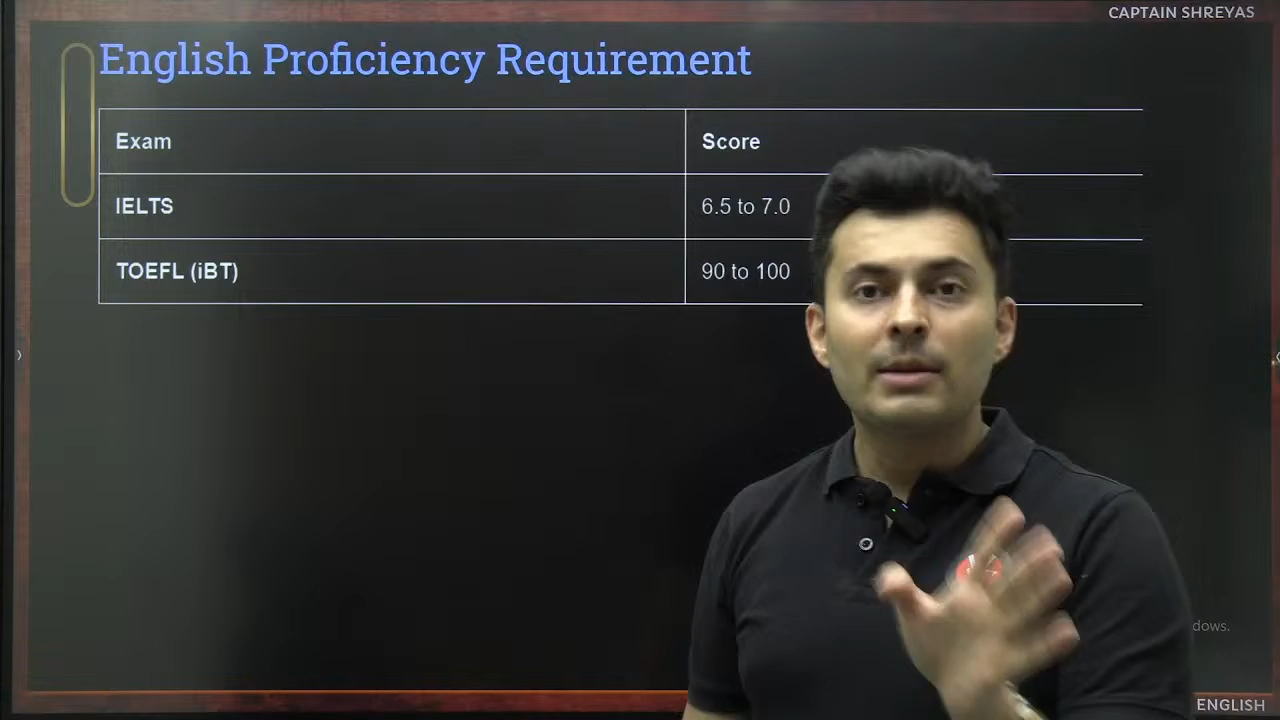 CAPTAIN SHREYAS
English Proficiency Requirement
Exam Score
IELTS 6.5 to 7.0
TOEFL (iBT) 90 to 100
dows.
ENGLISH